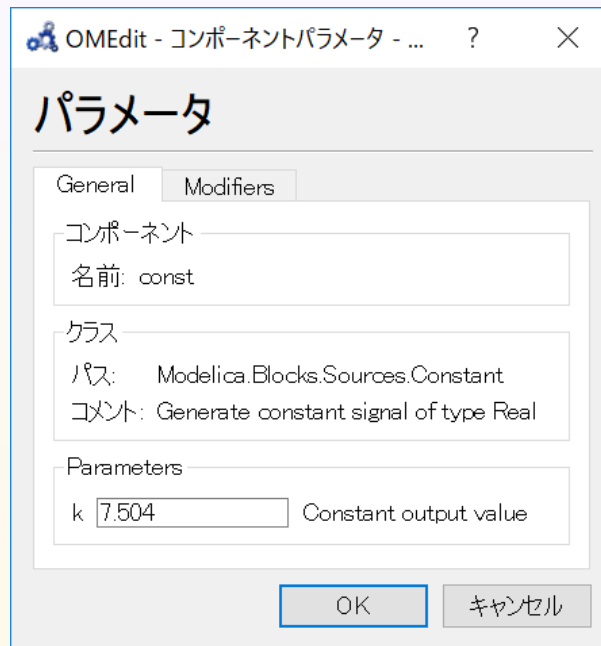 OMEdit - コンポーネントパラメータ - ... ?
パラメータ
General Modifiers
コンポーネント
名前: const
クラス
パス: Modelica.Blocks.Sources.Constant
コメント: Generate constant signal of type Real
Parameters
k 7.504 Constant output value
OK キャンセル